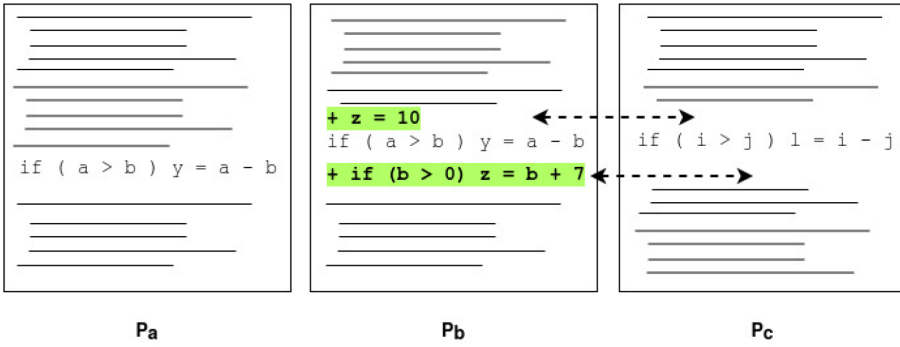 if ( a > b ) y = a - b
+ z = 10
if ( a > b ) y = a - b
+ if (b > 0) z = b + 7
if ( i > j ) l = i - j
Pa
Pb
Pc